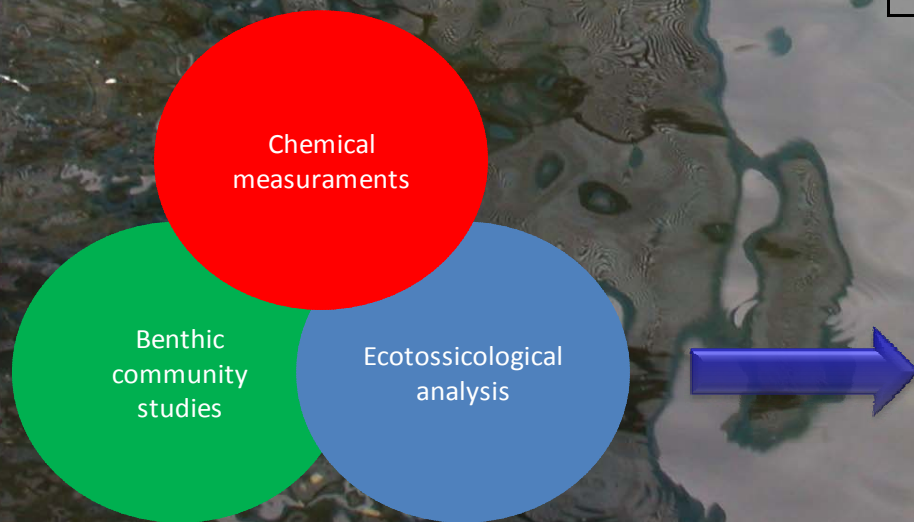 Chemical
measuraments
Benthic
community
studies
Ecotossicological
analysis